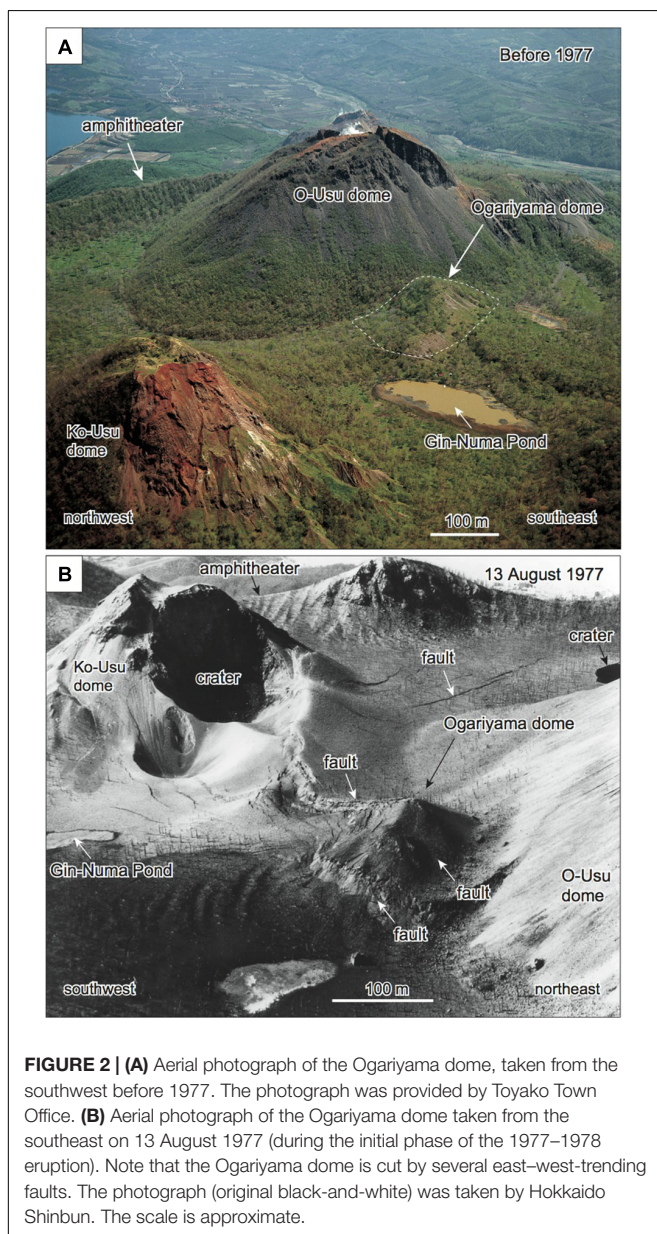 A
Before 1977
amphitheater
O-Usu dome
Ogariyama
dome
Ko-Usu
dome
Gin-Numa Pond
northwest
100 m
southeast
B
amphitheater
13 August 1977
crater
Ko-Usu
dome
crater
fault
Ogariyama
dome
fault
Gin-Numa Pond
fault
O-Usu
dome
fault
southwest
100 m
northeast
FIGURE 2 | (A) Aerial photograph of the Ogariyama dome, taken from the
southwest before 1977. The photograph was provided by Toyako Town
Office. (B) Aerial photograph of the Ogariyama dome taken from the
southeast on 13 August 1977 (during the initial phase of the 1977–1978
eruption). Note that the Ogariyama dome is cut by several east–west-trending
faults. The photograph (original black-and-white) was taken by Hokkaido
Shinbun. The scale is approximate.